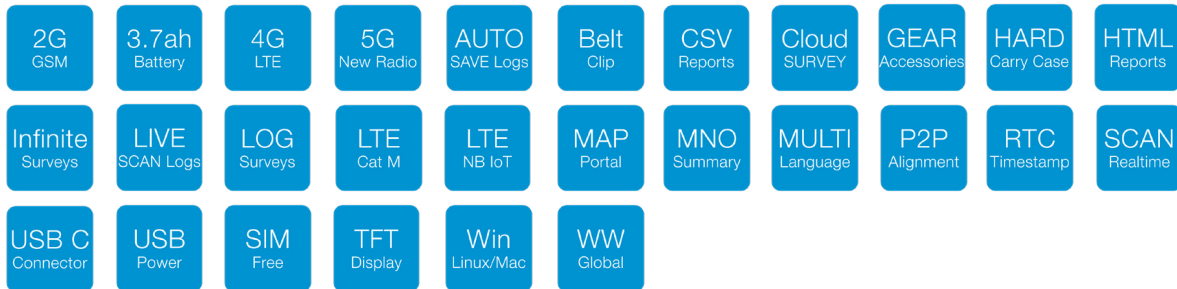 2G
GSM
3.7ah
Battery
4G
LTE
5G
New Radio
AUTO
SAVE Logs
Belt
Clip
CSV
Reports
Cloud
SURVEY
GEAR
Accessories
HARD
Carry Case
HTML
Reports
Infinite
Surveys
LIVE
SCAN Logs
LOG
Surveys
LTE
Cat M
LTE
NB IoT
MAP
Portal
MNO
Summary
MULTI
Language
P2P
Alignment
RTC
Timestamp
SCAN
Realtime
USB C
Connector
USB
Power
SIM
Free
TFT
Display
Win
Linux/Mac
WW
Global